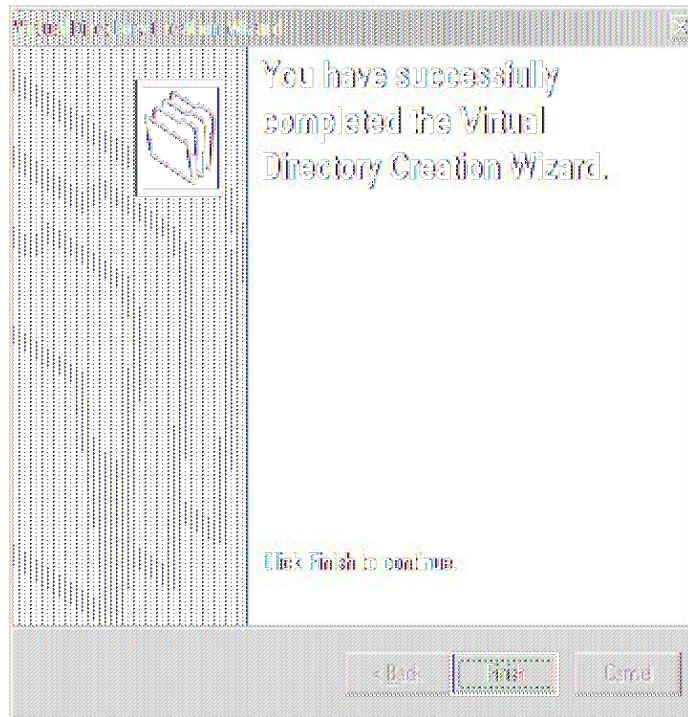 Virtual Directory Creation Wizard
You have successfully
completed the Virtual
Directory Creation Wizard.
Click Finish to continue.
< Back
Finish
Cancel